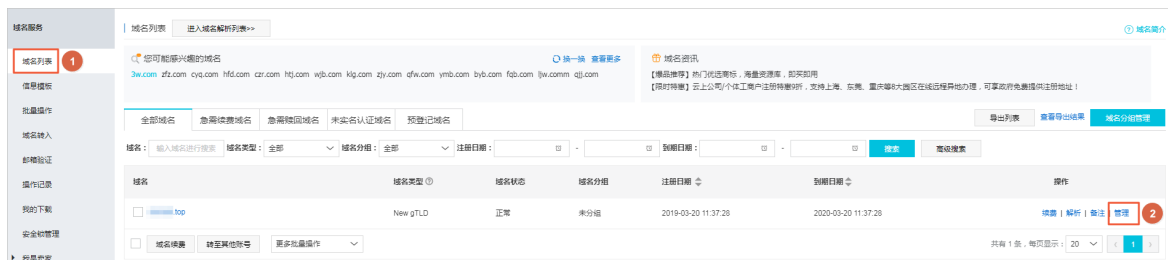 域名服务
域名列表 1
信息模板
批量操作
域名转入
邮箱验证
操作记录
我的下载
安全锁管理
我是卖家
域名列表 进入域名解析列表>>
域名简介
您可能感兴趣的域名 换一换 查看更多
3w.com zfz.com cyq.com hfd.com czr.com htj.com wjb.com klg.com zjy.com qfw.com ymb.com byb.com fqb.com ljw.comm qjj.com
域名资讯
【爆品推荐】热门优选商标，海量资源库，即买即用
【限时特惠】云上公司/个体工商户注册特惠9折，支持上海、东莞、重庆等8大园区在线远程异地办理，可享政府免费提供注册地址！
全部域名 急需续费域名 急需赎回域名 未实名认证域名 预登记域名
导出列表 查看导出结果 域名分组管理
域名： 输入域名进行搜索 域名类型： 全部 域名分组： 全部 注册日期： - 到期日期： - 搜索 高级搜索
域名 域名类型 域名状态 域名分组 注册日期 到期日期 操作
.top New gTLD 正常 未分组 2019-03-20 11:37:28 2020-03-20 11:37:28 续费 | 解析 | 备注 | 管理 2
域名续费 转至其他账号 更多批量操作
共有 1 条，每页显示： 20 < 1 >